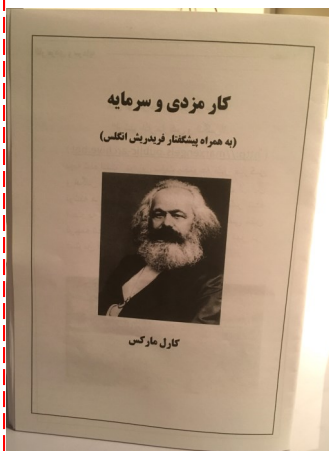 کار مزدی و سرمایه
(به همراه پیشگفتار فریدریش انگلس)
کارل مارکس